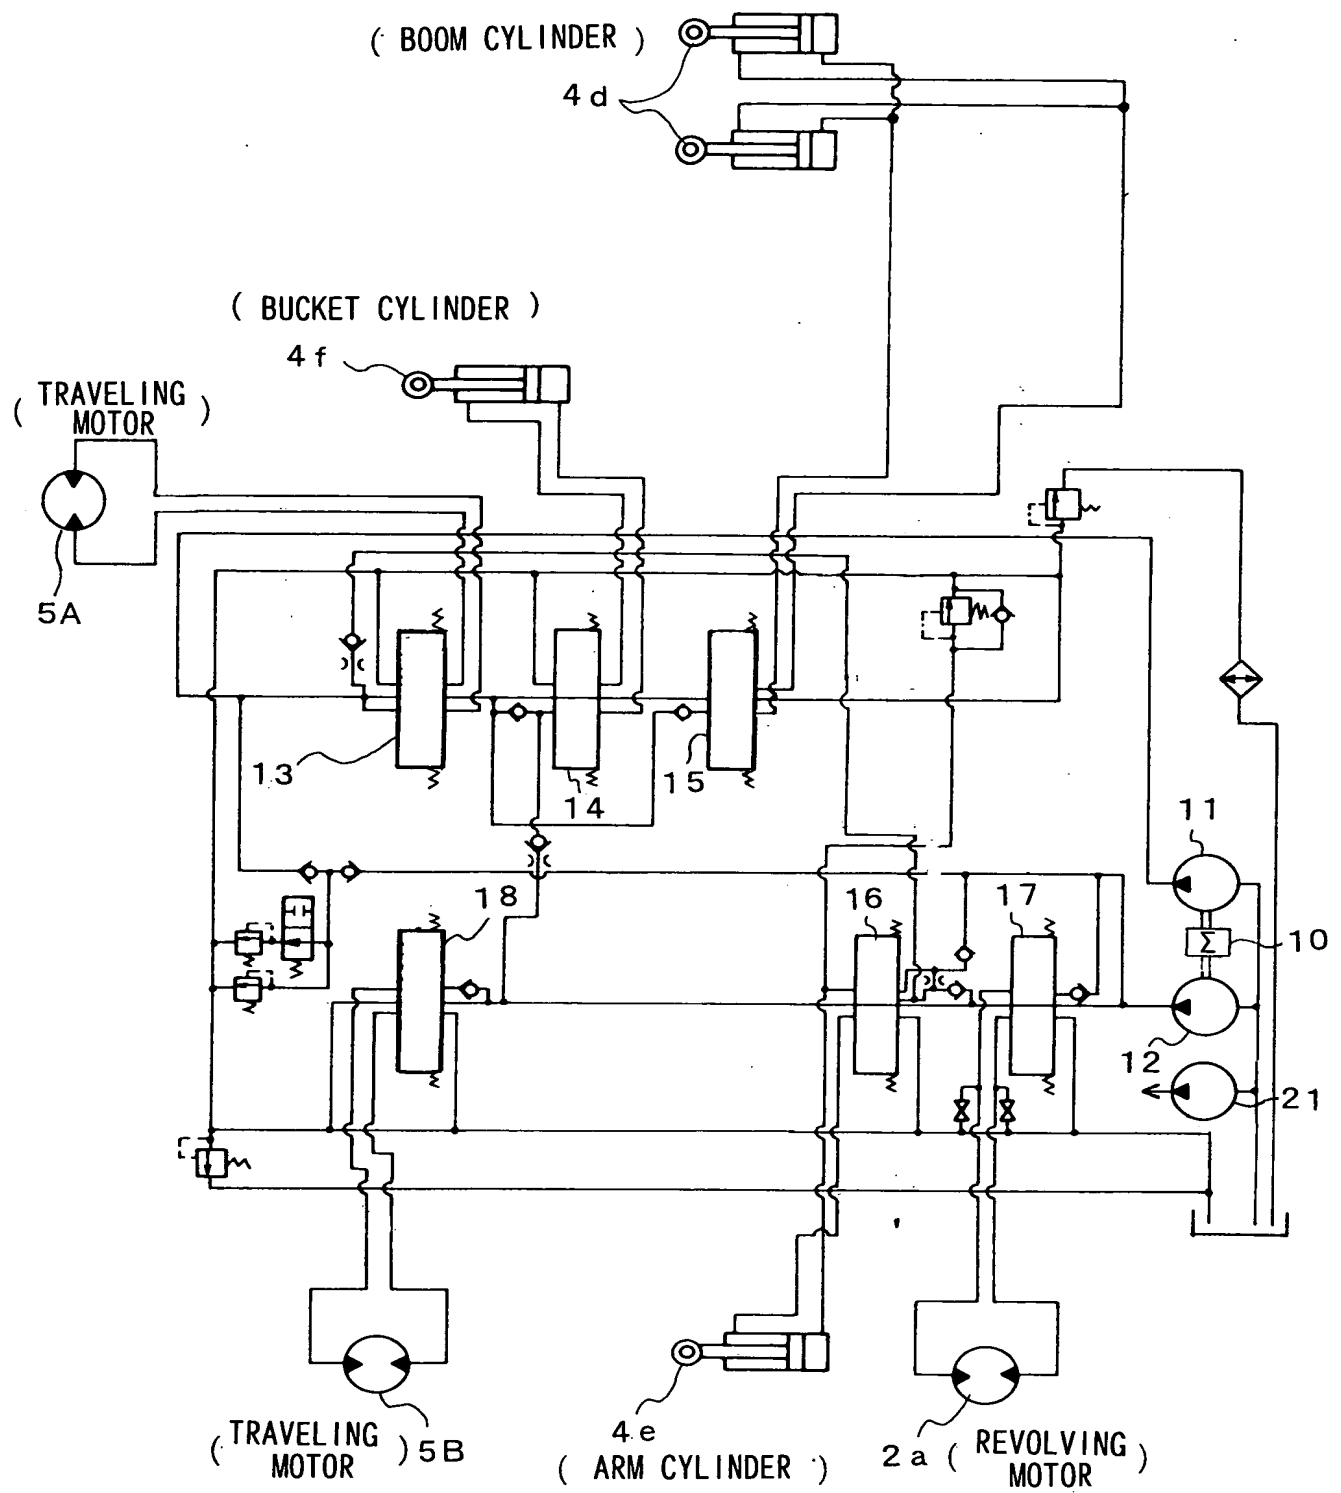 ( BOOM CYLINDER )
4d
( BUCKET CYLINDER )
4f
( TRAVELING
MOTOR )
5A
13
14
15
11
18
16
17
Σ
10
12
21
( TRAVELING
MOTOR ) 5B
4e
( ARM CYLINDER )
2a ( REVOLVING
MOTOR )